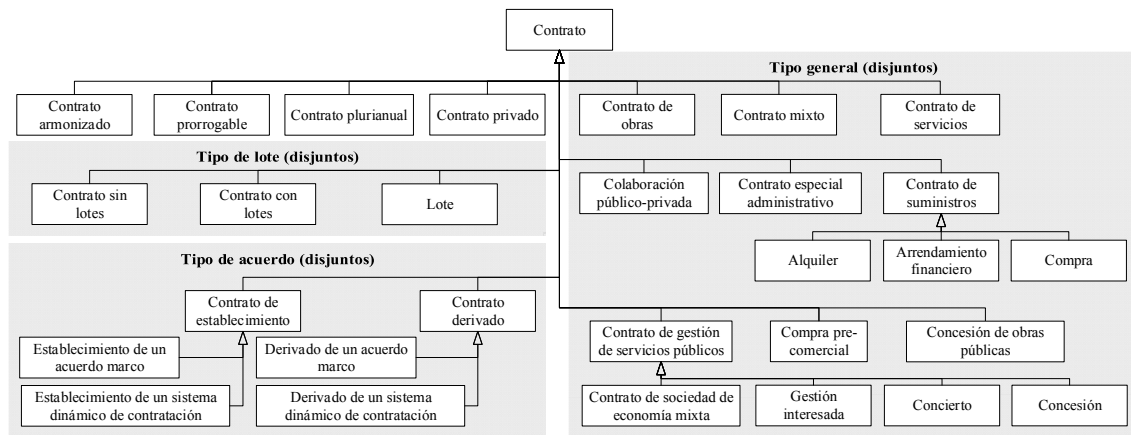 Contrato
Tipo general (disjuntos)
Contrato
armonizado
Contrato
prorrogable
Contrato plurianual
Contrato privado
Contrato de
obras
Contrato mixto
Contrato de
servicios
Tipo de lote (disjuntos)
Contrato sin
lotes
Contrato con
lotes
Lote
Colaboración
público-privada
Contrato especial
administrativo
Contrato de
suministros
Alquiler
Arrendamiento
financiero
Compra
Tipo de acuerdo (disjuntos)
Contrato de
establecimiento
Contrato
derivado
Establecimiento de un
acuerdo marco
Derivado de un acuerdo
marco
Establecimiento de un sistema
dinámico de contratación
Derivado de un sistema
dinámico de contratación
Contrato de gestión
de servicios públicos
Compra pre-
comercial
Concesión de obras
públicas
Contrato de sociedad de
economía mixta
Gestión
interesada
Concierto
Concesión